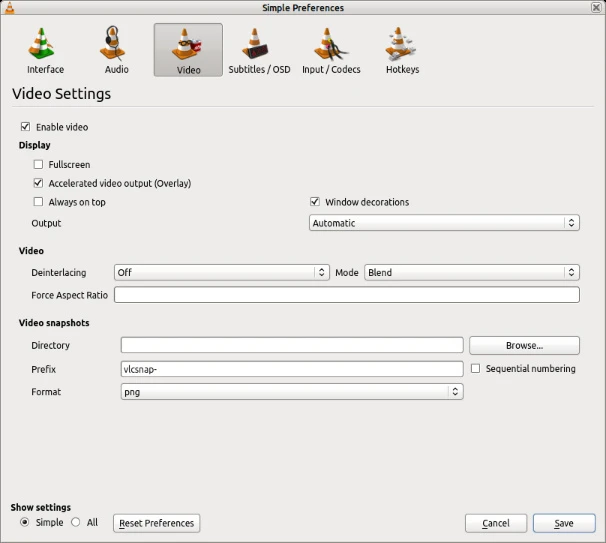 Simple Preferences
Interface Audio Video Subtitles / OSD Input / Codecs Hotkeys
Video Settings
Enable video
Display
Fullscreen
Accelerated video output (Overlay)
Always on top Window decorations
Output Automatic
Video
Deinterlacing Off Mode Blend
Force Aspect Ratio
Video snapshots
Directory Browse...
Prefix vlcsnap- Sequential numbering
Format png
Show settings
Simple All Reset Preferences Cancel Save